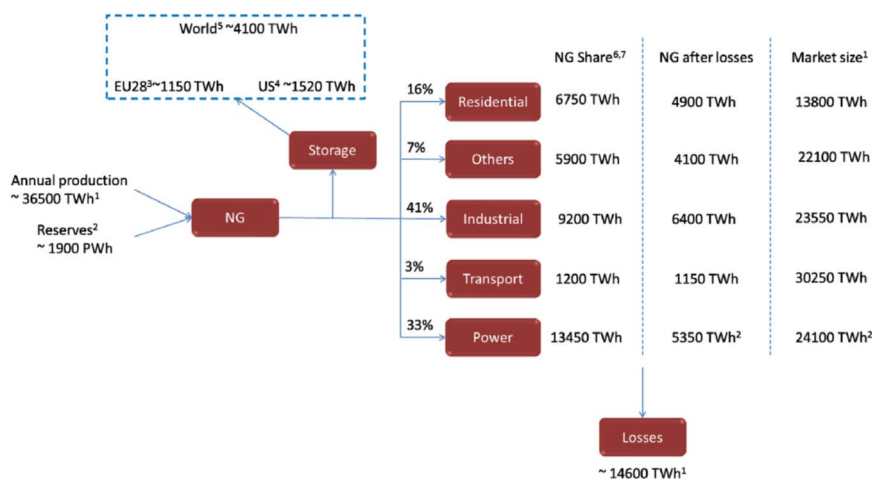 World⁵ ~4100 TWh
EU28³~1150 TWh US⁴ ~1520 TWh
Storage
Annual production
~ 36500 TWh¹
Reserves²
~ 1900 PWh
NG
NG Share⁶,⁷ NG after losses Market size¹
16% Residential 6750 TWh 4900 TWh 13800 TWh
7% Others 5900 TWh 4100 TWh 22100 TWh
41% Industrial 9200 TWh 6400 TWh 23550 TWh
3% Transport 1200 TWh 1150 TWh 30250 TWh
33% Power 13450 TWh 5350 TWh² 24100 TWh²
Losses
~ 14600 TWh¹